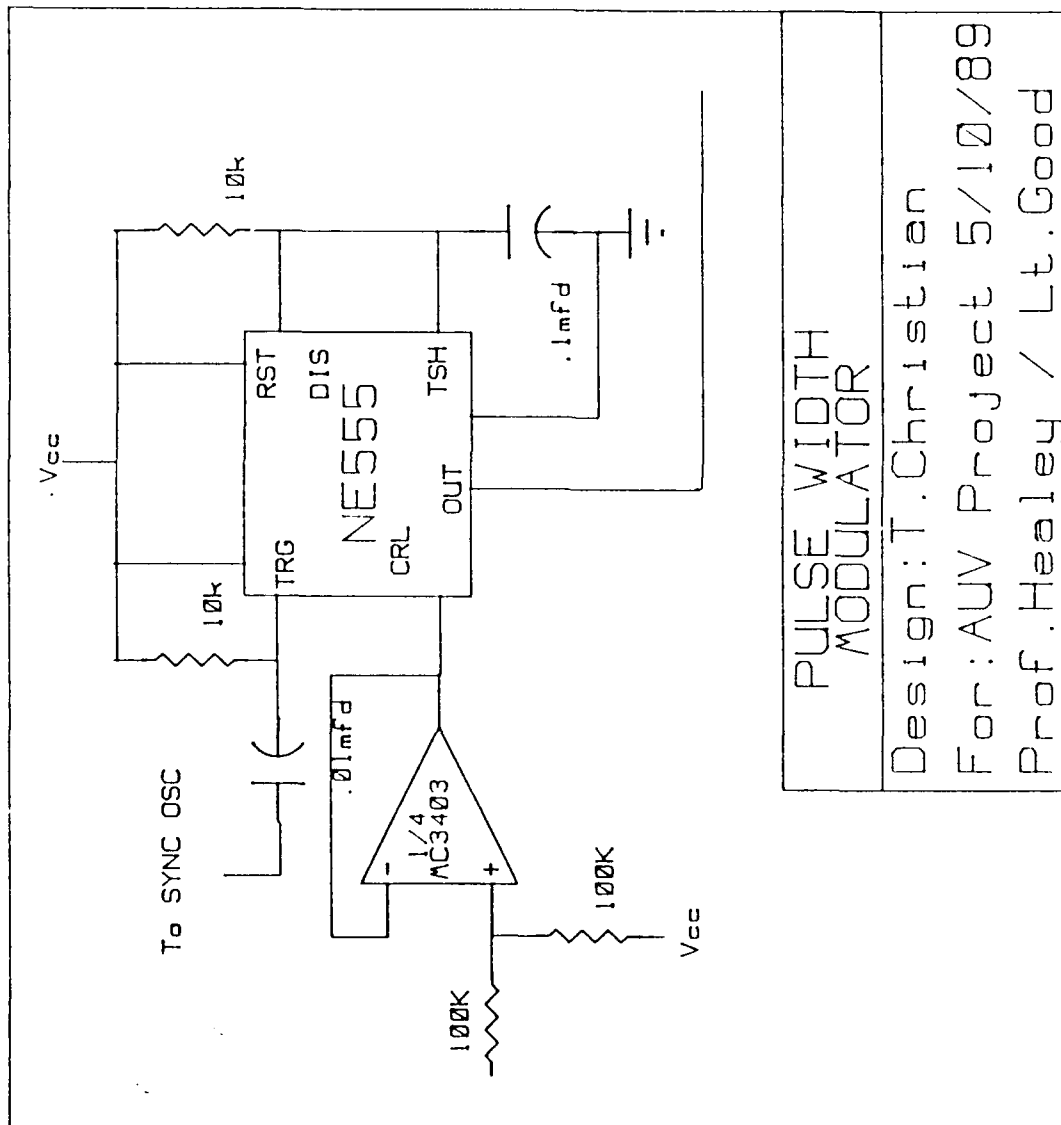 .Vcc
10k
10k
To SYNC OSC
RST
DIS
TRG
NE555
CRL
TSH
OUT
.01mfd
.1mfd
1/4
MC3403
-
+
100K
100K
Vcc
PULSE WIDTH
MODULATOR
Design:T.Christian
For:AUV Project 5/10/89
Prof.Healey / Lt.Good